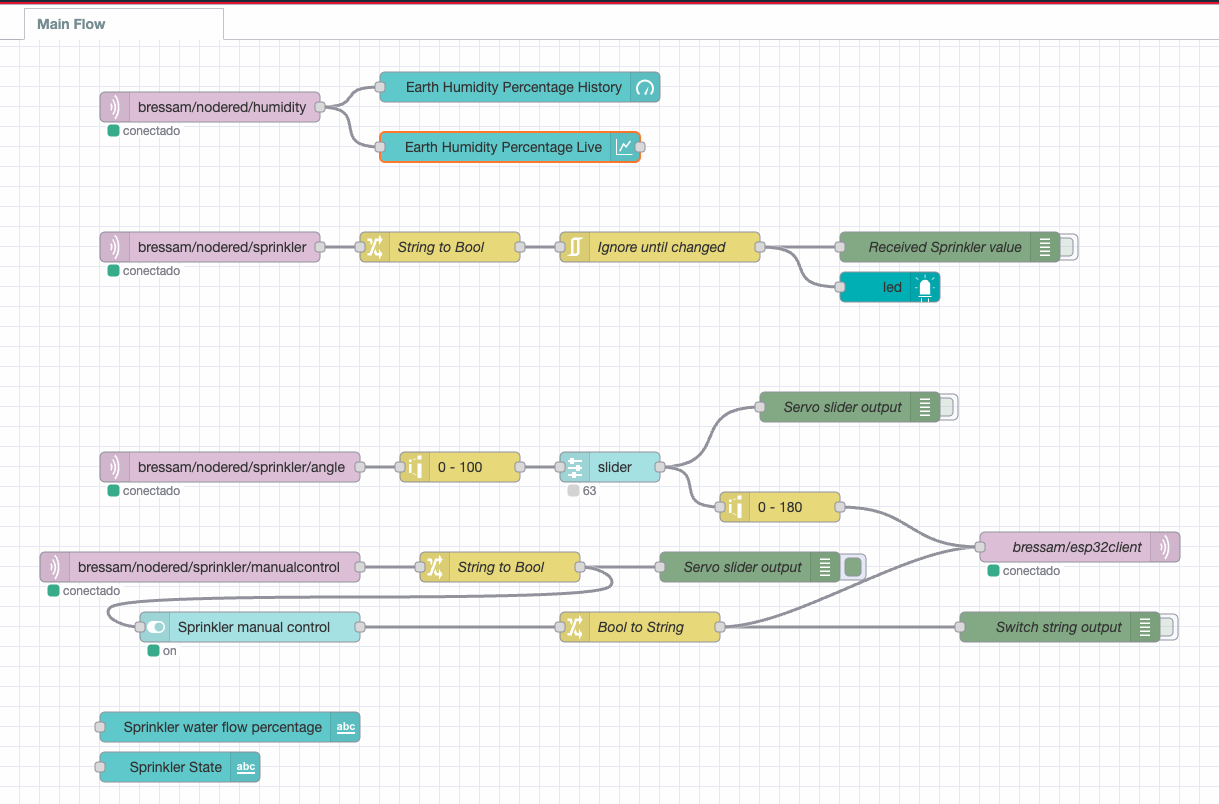 Main Flow
Earth Humidity Percentage History
bressam/nodered/humidity
conectado
Earth Humidity Percentage Live
bressam/nodered/sprinkler
String to Bool
Ignore until changed
Received Sprinkler value
conectado
led
Servo slider output
bressam/nodered/sprinkler/angle
0 - 100
slider
conectado
63
0 - 180
bressam/esp32client
conectado
bressam/nodered/sprinkler/manualcontrol
String to Bool
Servo slider output
conectado
Sprinkler manual control
Bool to String
Switch string output
on
Sprinkler water flow percentage
abc
Sprinkler State
abc